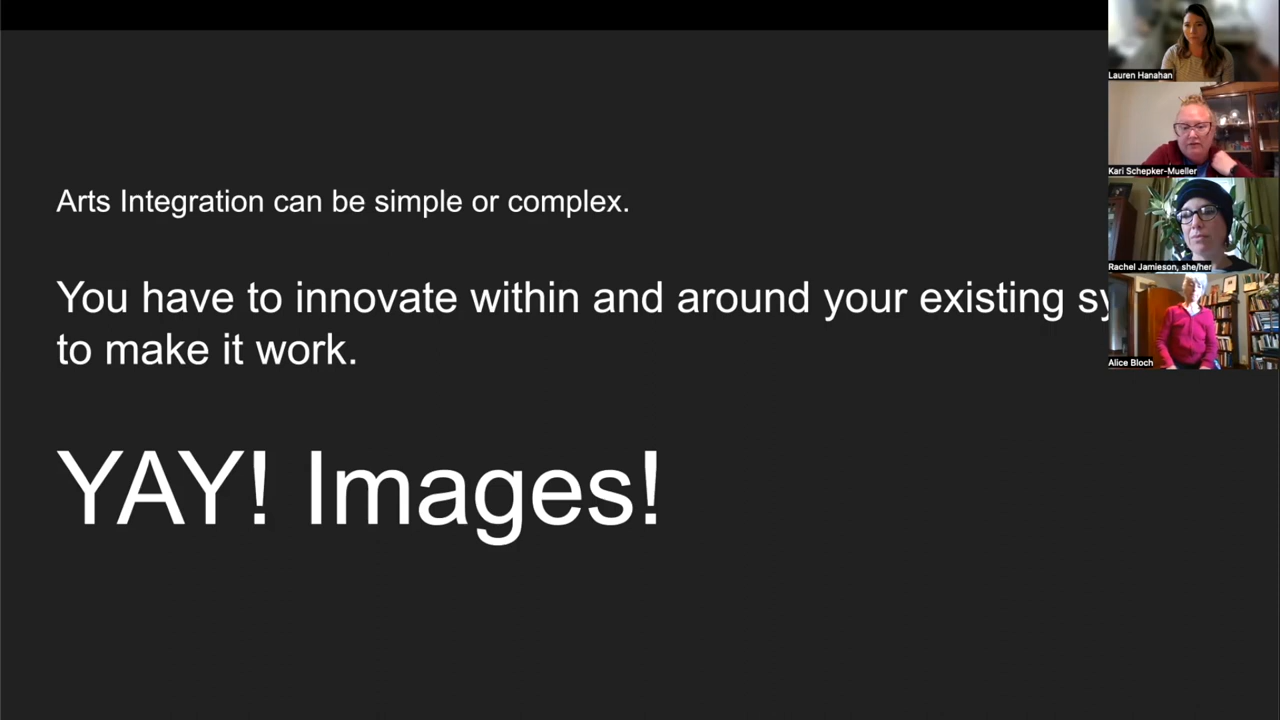 Arts Integration can be simple or complex.
You have to innovate within and around your existing
to make it work.
YAY! Images!
Lauren Hanahan
Kari Schepker-Mueller
Rachel Jamieson, she/her
Alice Bloch